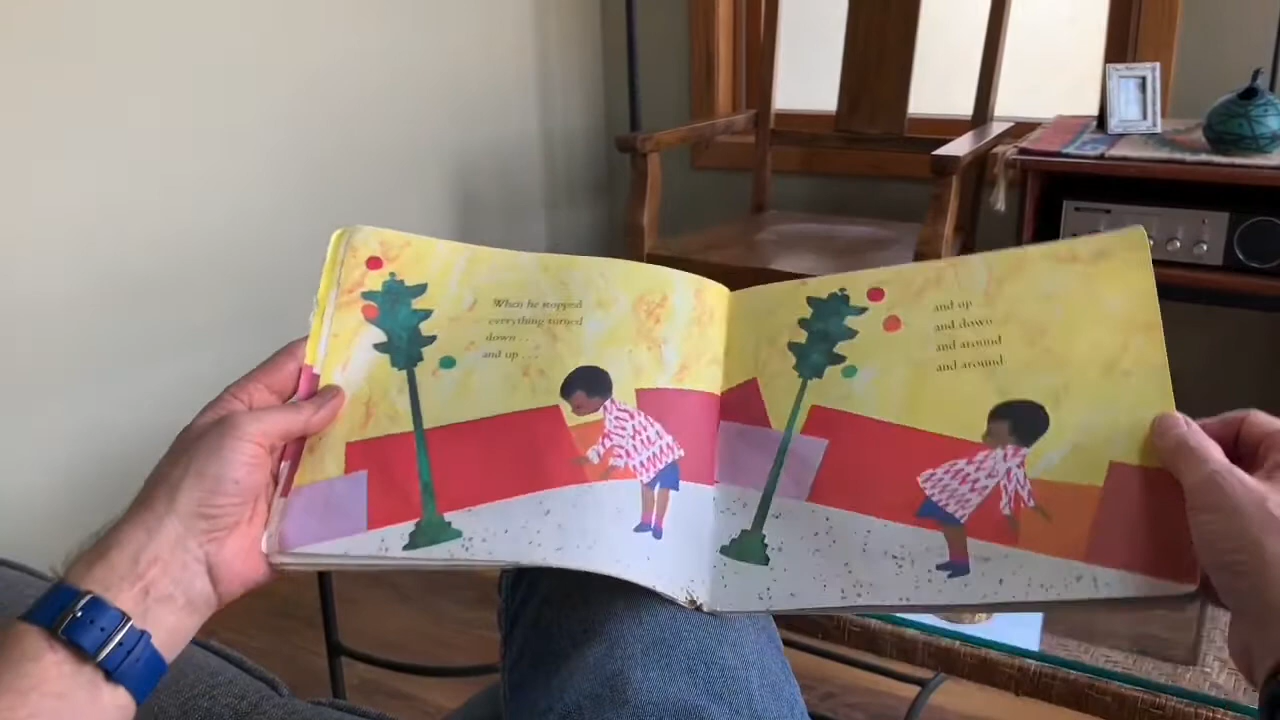 When he stopped
everything turned
down . . .
and up . . .
and up
and down
and around
and around